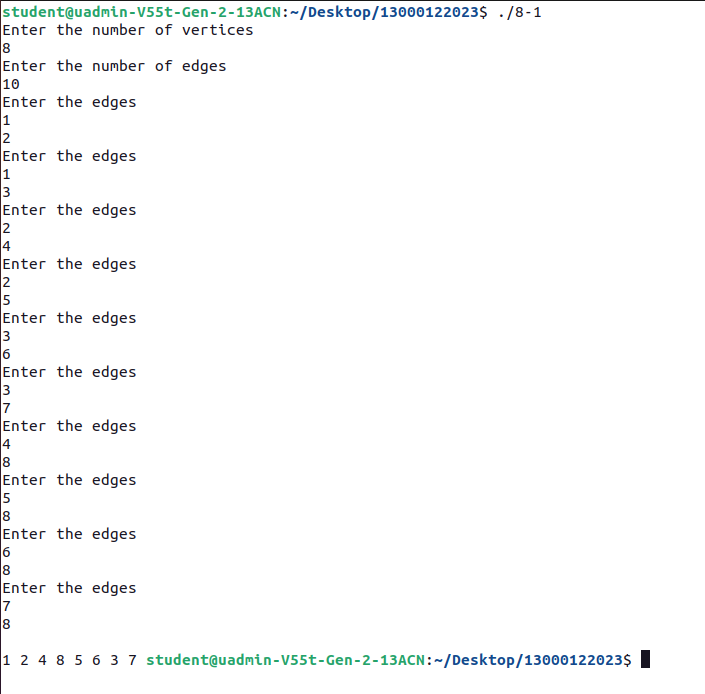 student@uadmin-V55t-Gen-2-13ACN:~/Desktop/13000122023$ ./8-1
Enter the number of vertices
8
Enter the number of edges
10
Enter the edges
1
2
Enter the edges
1
3
Enter the edges
2
4
Enter the edges
2
5
Enter the edges
3
6
Enter the edges
3
7
Enter the edges
4
8
Enter the edges
5
8
Enter the edges
6
8
Enter the edges
7
8
1 2 4 8 5 6 3 7 student@uadmin-V55t-Gen-2-13ACN:~/Desktop/13000122023$